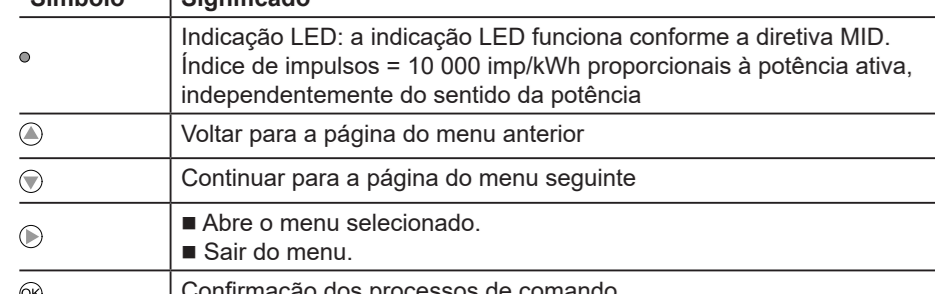 Símbolo Significado
Indicação LED: a indicação LED funciona conforme a diretiva MID.
Índice de impulsos = 10 000 imp/kWh proporcionais à potência ativa,
independentemente do sentido da potência
Voltar para a página do menu anterior
Continuar para a página do menu seguinte
■ Abre o menu selecionado.
■ Sair do menu.
OK Confirmação dos processos de comando